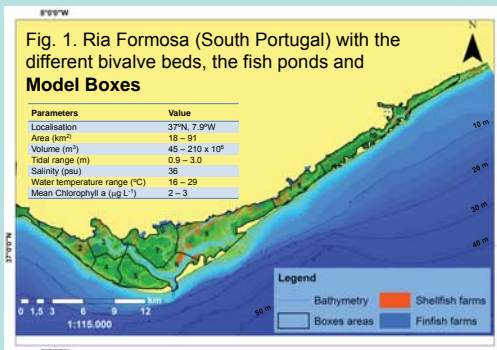 8°0'0"W
Fig. 1. Ria Formosa (South Portugal) with the
different bivalve beds, the fish ponds and
Model Boxes
N
Parameters Value
Localisation 37ºN, 7.9ºW
Area (km²) 18 – 91
Volume (m³) 45 – 210 x 10⁶
Tidal range (m) 0.9 – 3.0
Salinity (psu) 36
Water temperature range (ºC) 16 – 29
Mean Chlorophyll a (µg L⁻¹) 2 – 3
10 m
20 m
30 m
40 m
50 m
37°0'0"N
km
0 1,5 3 6 9 12
1:115.000
Legend
Bathymetry
Shellfish farms
Boxes areas
Finfish farms